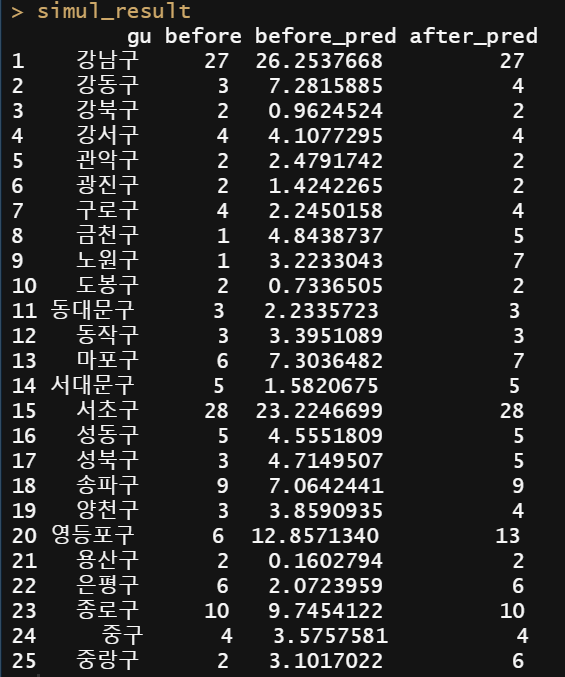 > simul_result
gu before before_pred after_pred
1 강남구 27 26.2537668 27
2 강동구 3 7.2815885 4
3 강북구 2 0.9624524 2
4 강서구 4 4.1077295 4
5 관악구 2 2.4791742 2
6 광진구 2 1.4242265 2
7 구로구 4 2.2450158 4
8 금천구 1 4.8438737 5
9 노원구 1 3.2233043 7
10 도봉구 2 0.7336505 2
11 동대문구 3 2.2335723 3
12 동작구 3 3.3951089 3
13 마포구 6 7.3036482 7
14 서대문구 5 1.5820675 5
15 서초구 28 23.2246699 28
16 성동구 5 4.5551809 5
17 성북구 3 4.7149507 5
18 송파구 9 7.0642441 9
19 양천구 3 3.8590935 4
20 영등포구 6 12.8571340 13
21 용산구 2 0.1602794 2
22 은평구 6 2.0723959 6
23 종로구 10 9.7454122 10
24 중구 4 3.5757581 4
25 중랑구 2 3.1017022 6